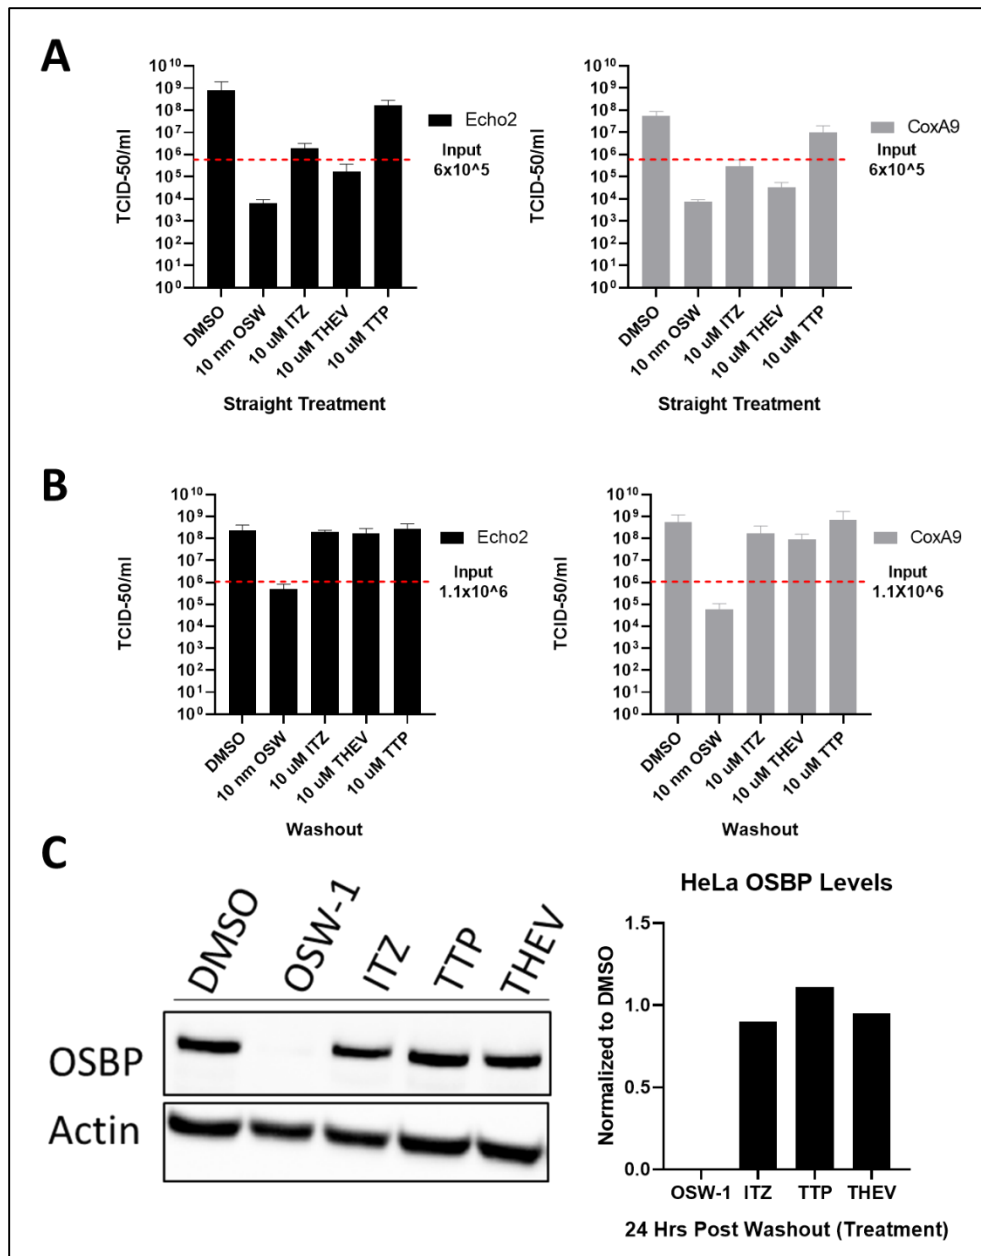 A
10^10
10^9
10^8
10^7
10^6
10^5
10^4
10^3
10^2
10^1
10^0
TCID-50/ml
Echo2
Input
6x10^5
DMSO
10 nm OSW
10 uM ITZ
10 uM THEV
10 uM TTP
Straight Treatment
10^10
10^9
10^8
10^7
10^6
10^5
10^4
10^3
10^2
10^1
10^0
TCID-50/ml
CoxA9
Input
6x10^5
DMSO
10 nm OSW
10 uM ITZ
10 uM THEV
10 uM TTP
Straight Treatment
B
10^10
10^9
10^8
10^7
10^6
10^5
10^4
10^3
10^2
10^1
10^0
TCID-50/ml
Echo2
Input
1.1x10^6
DMSO
10 nm OSW
10 uM ITZ
10 uM THEV
10 uM TTP
Washout
10^10
10^9
10^8
10^7
10^6
10^5
10^4
10^3
10^2
10^1
10^0
TCID-50/ml
CoxA9
Input
1.1X10^6
DMSO
10 nm OSW
10 uM ITZ
10 uM THEV
10 uM TTP
Washout
C
DMSO
OSW-1
ITZ
TTP
THEV
OSBP
Actin
HeLa OSBP Levels
Normalized to DMSO
1.5
1.0
0.5
0.0
OSW-1 ITZ TTP THEV
24 Hrs Post Washout (Treatment)